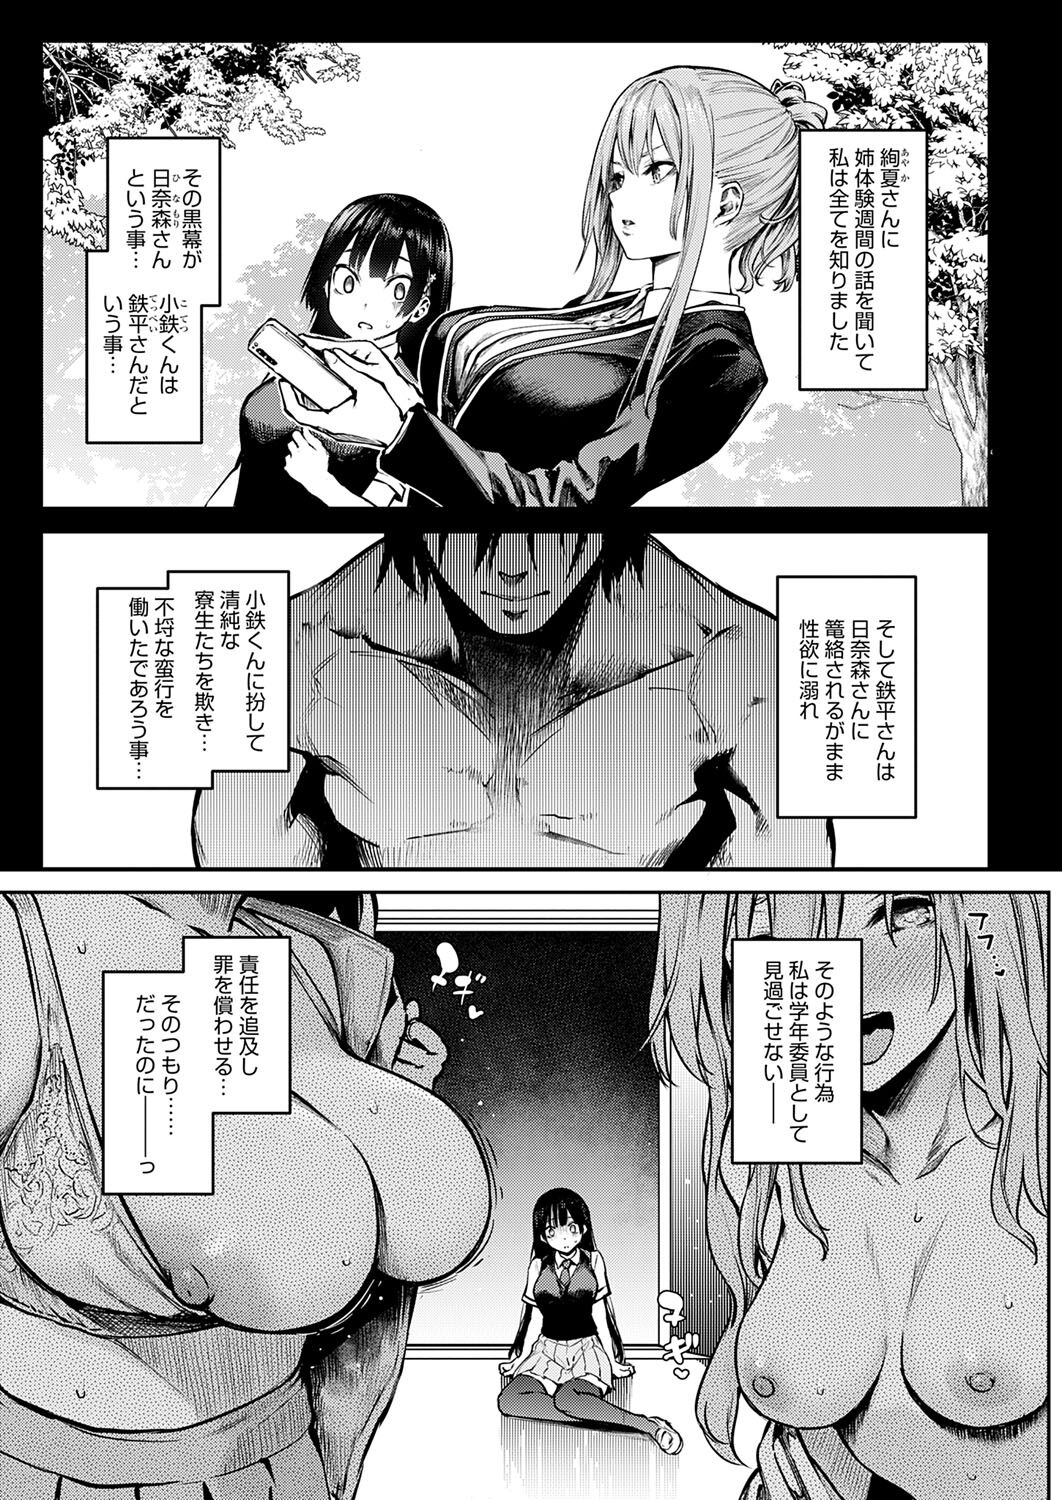 絢夏さんに
姉体験週間の話を聞いて
私は全てを知りました
その黒幕が
日奈森さん
という事…
小鉄くんは
鉄平さんだと
いう事…
そして鉄平さんは
日奈森さんに
篭絡されるがまま
性欲に溺れ
小鉄くんに扮して
清純な
寮生たちを欺き…
不埒な蛮行を
働いたであろう事…
そのような行為
私は学年委員として
見過ごせない――
責任を追及し
罪を償わせる…
そのつもり……
だったのに――っ